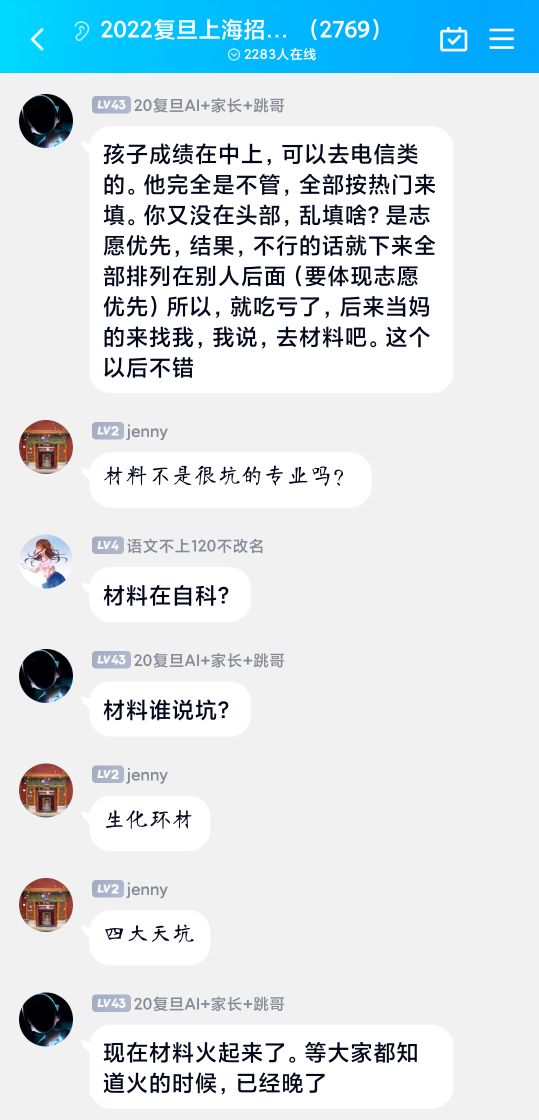 2022复旦上海招... （2769）
2283人在线
LV43 20复旦AI+家长+跳哥
孩子成绩在中上，可以去电信类
的。他完全是不管，全部按热门来
填。你又没在头部，乱填啥？是志
愿优先，结果，不行的话就下来全
部排列在别人后面（要体现志愿
优先）所以，就吃亏了，后来当妈
的来找我，我说，去材料吧。这个
以后不错
LV2 jenny
材料不是很坑的专业吗？
LV4 语文不上120不改名
材料在自科？
LV43 20复旦AI+家长+跳哥
材料谁说坑？
LV2 jenny
生化环材
LV2 jenny
四大天坑
LV43 20复旦AI+家长+跳哥
现在材料火起来了。等大家都知
道火的时候，已经晚了